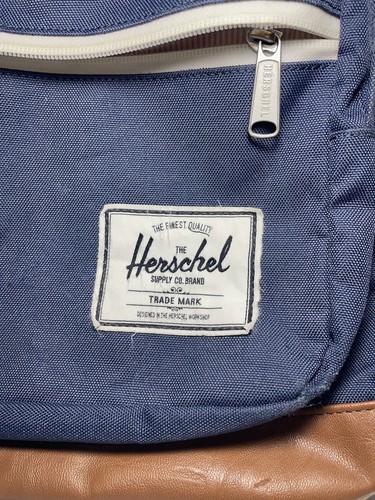 HERSCHEL
THE FINEST QUALITY
THE
Herschel
SUPPLY CO. BRAND
TRADE MARK
DESIGNED IN THE HERSCHEL WORKSHOP